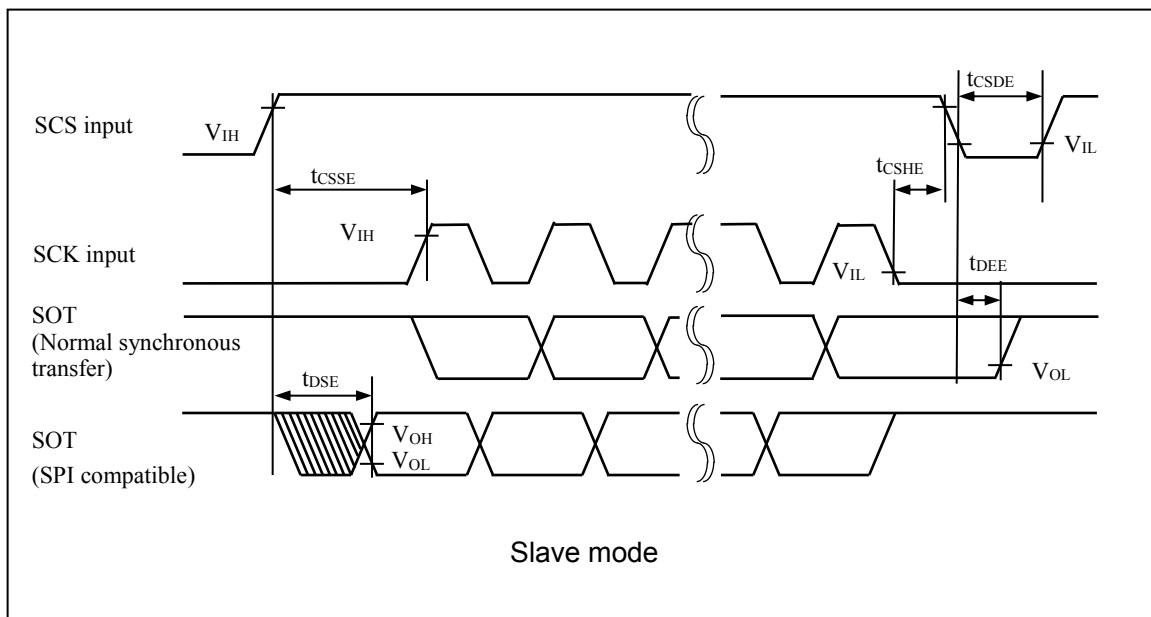 tCSDE
SCS input
VIH
VIL
tCSHE
tCSSE
VIH
SCK input
VIL
tDEE
SOT
(Normal synchronous
transfer)
VOL
tDSE
VOH
SOT
VOL
(SPI compatible)
Slave mode